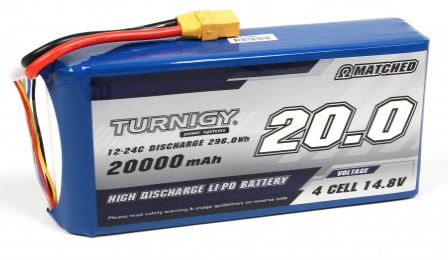 ΩMATCHED
TURNIGY
power systems
20.0
12-24C DISCHARGE 296.0Wh
20000mAh
VOLTAGE
HIGH DISCHARGE LI-PO BATTERY
4 CELL 14.8V
Please read safety warning & usage guidelines on reverse side